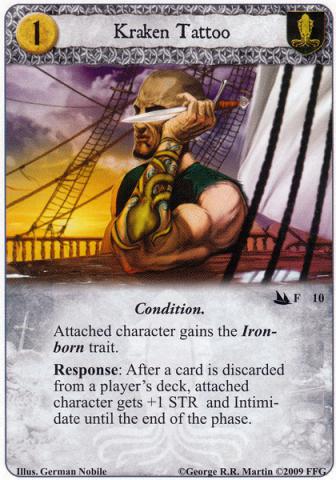 1
Kraken Tattoo
F 10
Condition.
Attached character gains the Iron-
born trait.
Response: After a card is discarded
from a player's deck, attached
character gets +1 STR and Intimi-
date until the end of the phase.
Illus. German Nobile ©George R.R. Martin ©2009 FFG